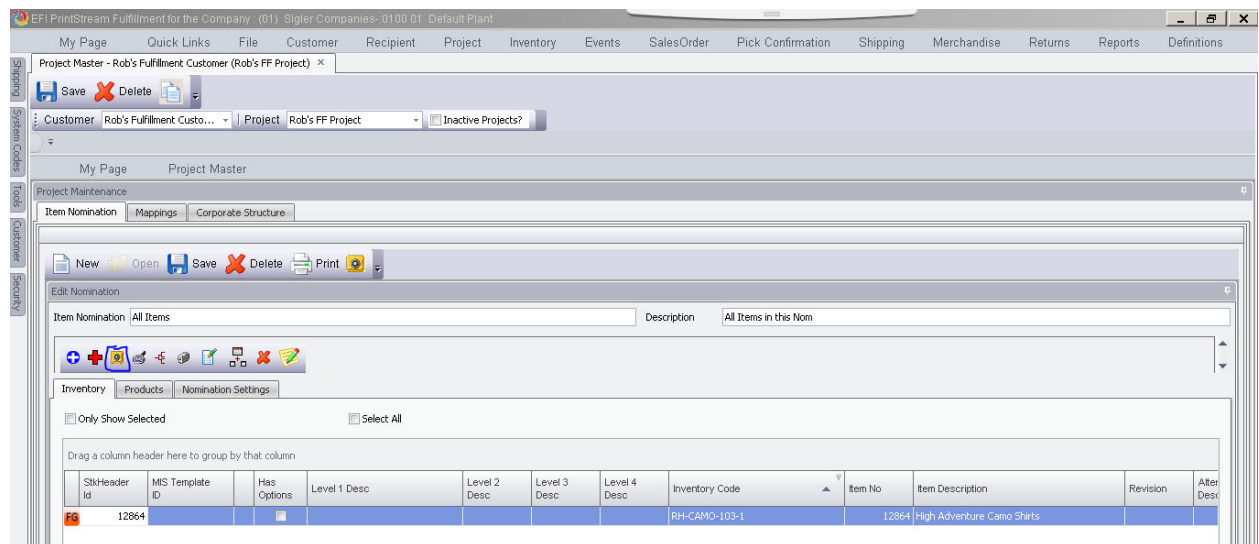 EFI PrintStream Fulfillment for the Company : (01) Sigler Companies-:0100 01 Default Plant
My Page Quick Links File Customer Recipient Project Inventory Events SalesOrder Pick Confirmation Shipping Merchandise Returns Reports Definitions
Project Master - Rob's Fulfillment Customer (Rob's FF Project) ×
Save Delete
Customer Rob's Fulfillment Custo... Project Rob's FF Project Inactive Projects?
My Page Project Master
Shipping
System Codes
Tools
Customer
Security
Project Maintenance
Item Nomination Mappings Corporate Structure
New Open Save Delete Print
Edit Nomination
Item Nomination All Items Description All Items in this Nom
Inventory Products Nomination Settings
Only Show Selected Select All
Drag a column header here to group by that column
StkHeader Id MIS Template ID Has Options Level 1 Desc Level 2 Desc Level 3 Desc Level 4 Desc Inventory Code Item No Item Description Revision Alter Desc
FG 12864 RH-CAMO-103-1 12864 High Adventure Camo Shirts